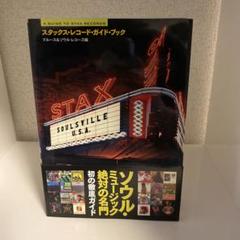 A GUIDE TO STAX RECORDS
スタックス・レコード・ガイド・ブック
ブルース&ソウル・レコーズ編
STAX
SOULSVILLE
U.S.A.
ソウル・
ミュージック
絶対の名門
初の徹底ガイド